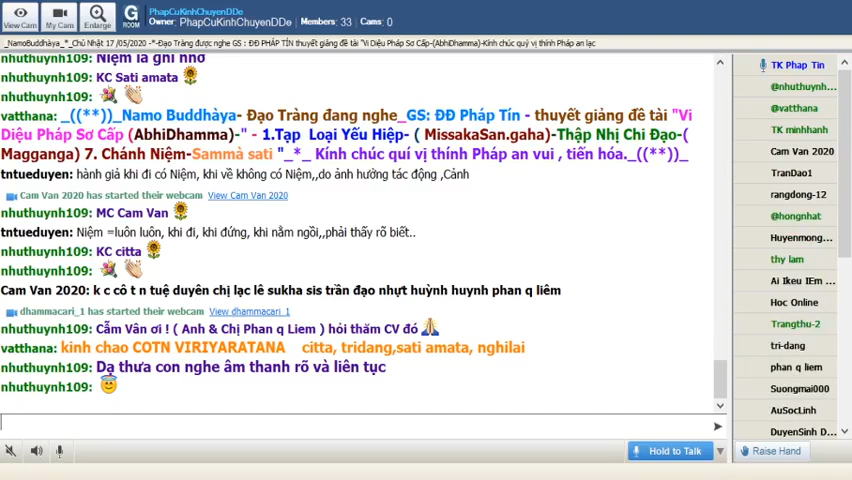 View Cam
My Cam
Enlarge
G
ROOM
PhapCuKinhChuyenDDe
Owner: PhapCuKinhChuyenDDe Members: 33 Cams: 0
_NamoBuddhàya_*_Chủ Nhật 17 /05/2020 -*-Đạo Tràng được nghe GS : ĐĐ PHÁP TÍN thuyết giảng đề tài "Vi Diệu Pháp Sơ Cấp-(AbhiDhamma)-Kính chúc quý vị thính Pháp an lạc
nhuthuynh109: Niệm là ghi nhớ
nhuthuynh109: KC Sati amata
nhuthuynh109:
vatthana: _((**))_Namo Buddhàya- Đạo Tràng đang nghe_GS: ĐĐ Pháp Tín - thuyết giảng đề tài "Vi
Diệu Pháp Sơ Cấp (AbhiDhamma)-" - 1.Tạp Loại Yếu Hiệp- ( MissakaSan.gaha)-Thập Nhị Chi Đạo-(
Magganga) 7. Chánh Niệm-Sammà sati "_*_ Kính chúc quí vị thính Pháp an vui , tiến hóa._((**))_
tntueduyen: hành giả khi đi có Niệm, khi về không có Niệm,,do ảnh hưởng tác động ,Cảnh
Cam Van 2020 has started their webcam View Cam Van 2020
nhuthuynh109: MC Cam Van
tntueduyen: Niệm =luôn luôn, khi đi, khi đứng, khi nằm ngồi,,phải thấy rõ biết..
nhuthuynh109: KC citta
nhuthuynh109:
Cam Van 2020: k c cô t n tuệ duyên chị lạc lê sukha sis trần đạo nhựt huỳnh huynh phan q liêm
dhammacari_1 has started their webcam View dhammacari_1
nhuthuynh109: Cẩm Vân ơi ! ( Anh & Chị Phan q Liem ) hỏi thăm CV đó
vatthana: kinh chao COTN VIRIYARATANA citta, tridang,sati amata, nghilai
nhuthuynh109: Dạ thưa con nghe âm thanh rõ và liên tục
nhuthuynh109:
Hold to Talk
TK Phap Tin
@nhuthuynh...
@vatthana
TK minhhanh
Cam Van 2020
TranDao1
rangdong-12
@hongnhat
Huyenmong...
thy lam
Ai Ikeu IEm ...
Hoc Online
Trangthu-2
tri-dang
phan q liem
Suongmai000
AuSocLinh
DuyenSinh D...
Raise Hand